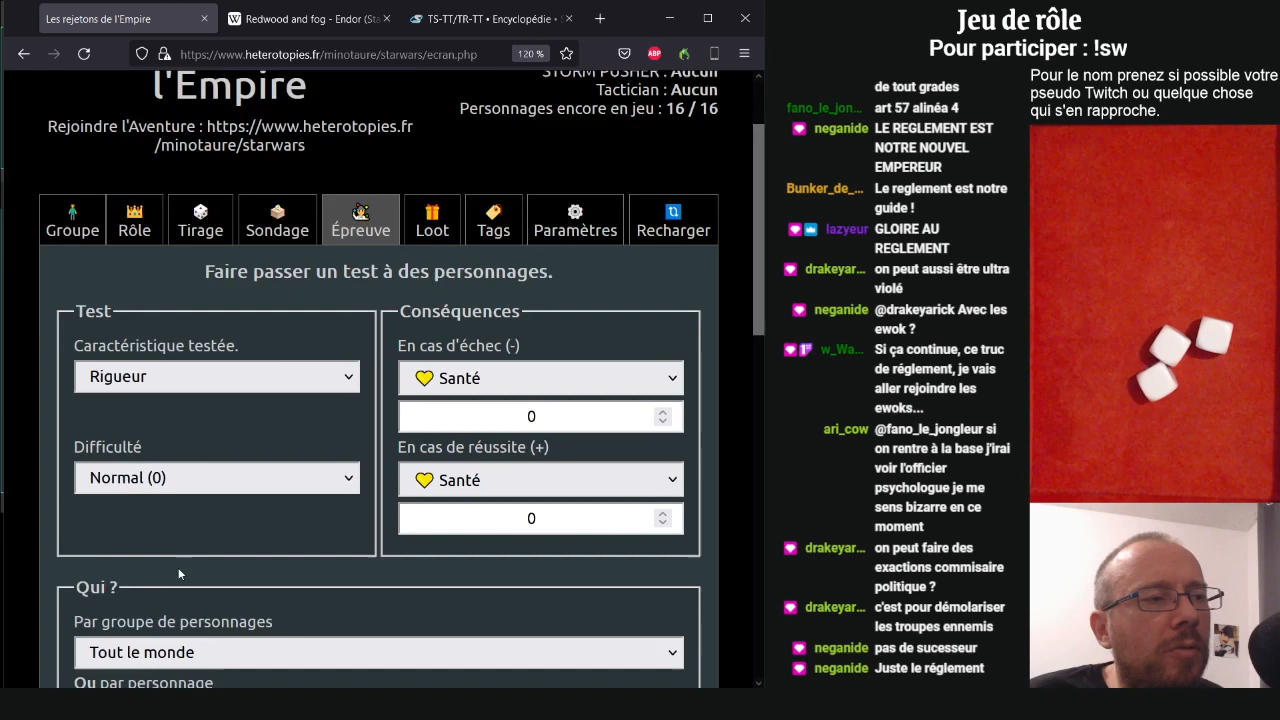 Les rejetons de l'Empire
Redwood and fog - Endor (Sta
TS-TT/TR-TT • Encyclopédie •
https://www.heterotopies.fr/minotaure/starwars/ecran.php
120 %
ABP
l'Empire
STORM PUSHER : Aucun
Tactician : Aucun
Personnages encore en jeu : 16 / 16
Rejoindre l'Aventure : https://www.heterotopies.fr
/minotaure/starwars
Groupe
Rôle
Tirage
Sondage
Épreuve
Loot
Tags
Paramètres
Recharger
Faire passer un test à des personnages.
Test
Caractéristique testée.
Rigueur
Difficulté
Normal (0)
Conséquences
En cas d'échec (-)
Santé
0
En cas de réussite (+)
Santé
0
Qui ?
Par groupe de personnages
Tout le monde
Ou par personnage
de tout grades
fano_le_jon... art 57 alinéa 4
neganide LE REGLEMENT EST
NOTRE NOUVEL
EMPEREUR
Bunker_de_... Le reglement est notre
guide !
lazyeur GLOIRE AU
REGLEMENT
drakeyar... on peut aussi être ultra
violé
neganide @drakeyarick Avec les
ewok ?
w_Wa... Si ça continue, ce truc
de réglement, je vais
aller rejoindre les
ewoks...
ari_cow @fano_le_jongleur si
on rentre à la base j'irai
voir l'officier
psychologue je me
sens bizarre en ce
moment
drakeyar... on peut faire des
exactions commisaire
politique ?
drakeyar... c'est pour démolariser
les troupes ennemis
neganide pas de sucesseur
neganide Juste le réglement
Jeu de rôle
Pour participer : !sw
Pour le nom prenez si possible votre
pseudo Twitch ou quelque chose
qui s'en rapproche.